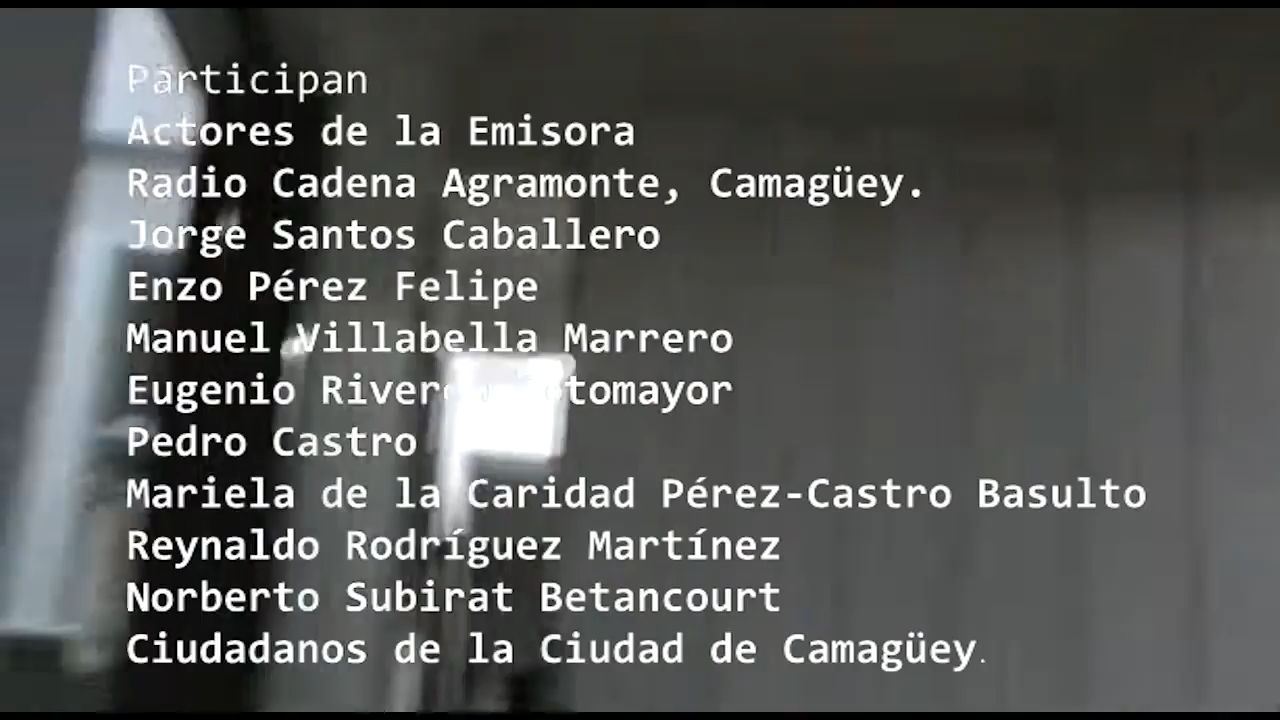 Participan
Actores de la Emisora
Radio Cadena Agramonte, Camagüey.
Jorge Santos Caballero
Enzo Pérez Felipe
Manuel Villabella Marrero
Eugenio
Pedro Castro
Mariela de la Caridad Pérez-Castro Basulto
Reynaldo Rodríguez Martínez
Norberto Subirat Betancourt
Ciudadanos de la Ciudad de Camagüey.